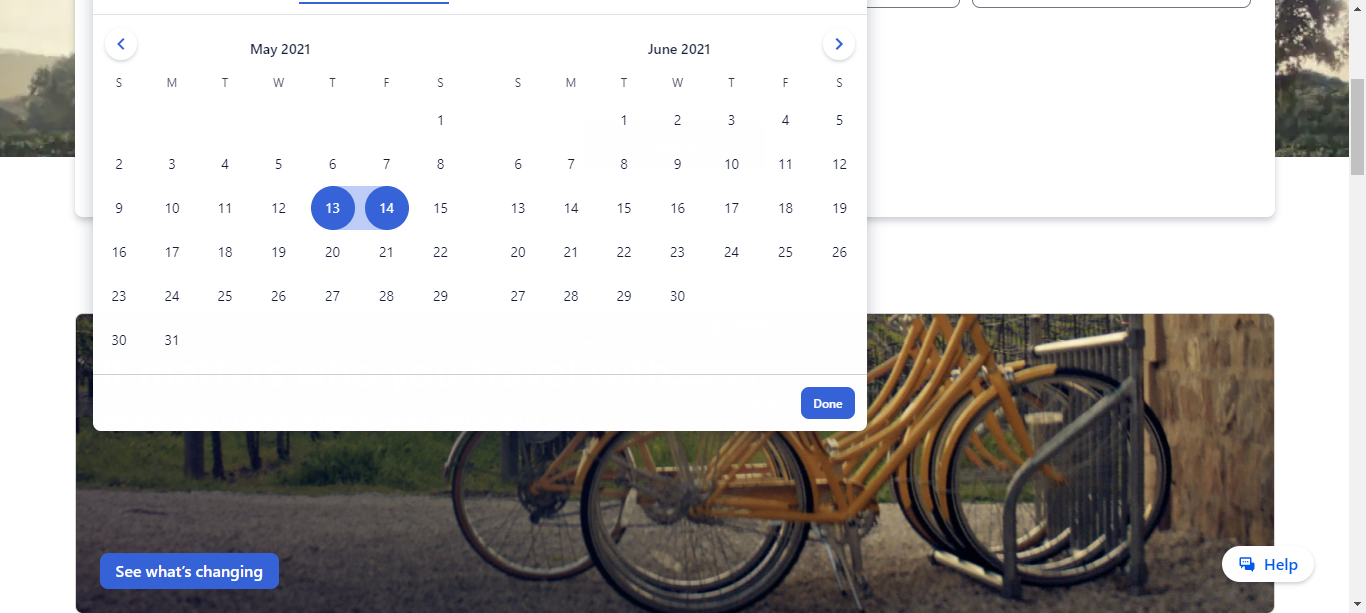 May 2021
June 2021
S M T W T F S
S M T W T F S
1
1 2 3 4 5
2 3 4 5 6 7 8
6 7 8 9 10 11 12
9 10 11 12 13 14 15
13 14 15 16 17 18 19
16 17 18 19 20 21 22
20 21 22 23 24 25 26
23 24 25 26 27 28 29
27 28 29 30
30 31
Done
See what's changing
Help